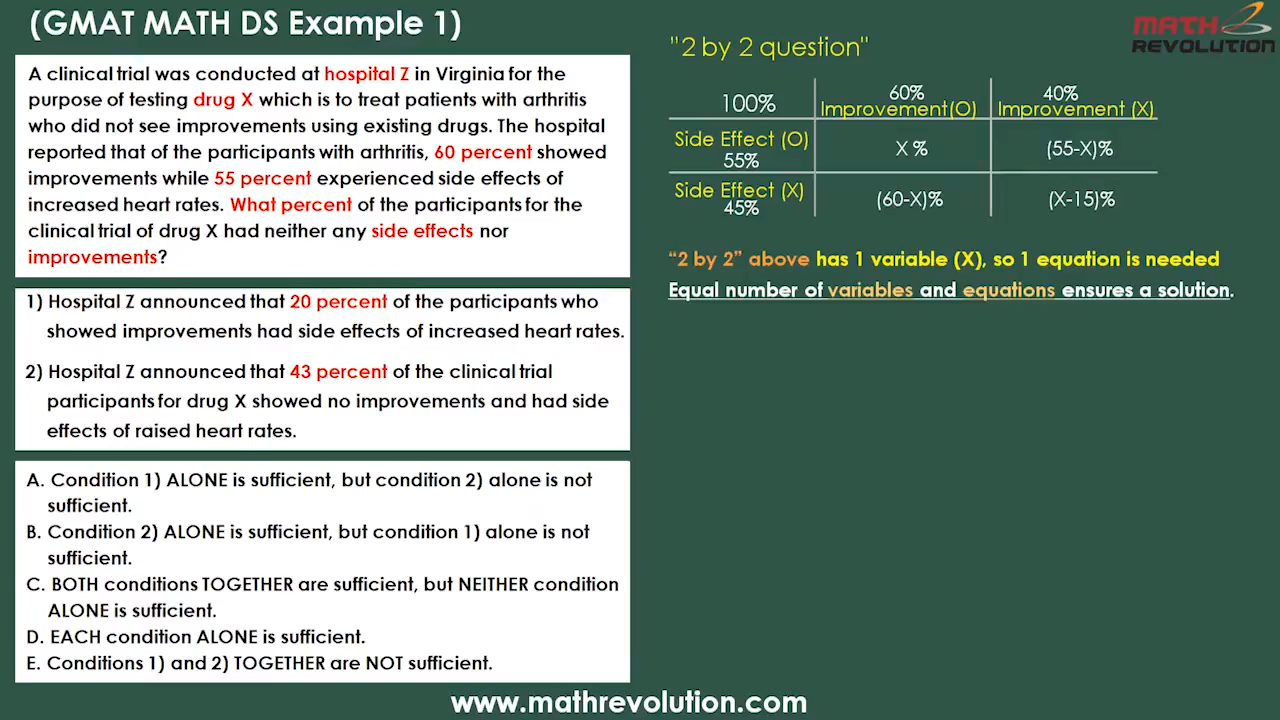 (GMAT MATH DS Example 1)
MATH
REVOLUTION
A clinical trial was conducted at hospital Z in Virginia for the
purpose of testing drug X which is to treat patients with arthritis
who did not see improvements using existing drugs. The hospital
reported that of the participants with arthritis, 60 percent showed
improvements while 55 percent experienced side effects of
increased heart rates. What percent of the participants for the
clinical trial of drug X had neither any side effects nor
improvements?
1) Hospital Z announced that 20 percent of the participants who
showed improvements had side effects of increased heart rates.
2) Hospital Z announced that 43 percent of the clinical trial
participants for drug X showed no improvements and had side
effects of raised heart rates.
A. Condition 1) ALONE is sufficient, but condition 2) alone is not
sufficient.
B. Condition 2) ALONE is sufficient, but condition 1) alone is not
sufficient.
C. BOTH conditions TOGETHER are sufficient, but NEITHER condition
ALONE is sufficient.
D. EACH condition ALONE is sufficient.
E. Conditions 1) and 2) TOGETHER are NOT sufficient.
"2 by 2 question"
100%
60%
Improvement(O)
40%
Improvement (X)
Side Effect (O)
55%
X %
(55-X)%
Side Effect (X)
45%
(60-X)%
(X-15)%
“2 by 2” above has 1 variable (X), so 1 equation is needed
Equal number of variables and equations ensures a solution.
www.mathrevolution.com